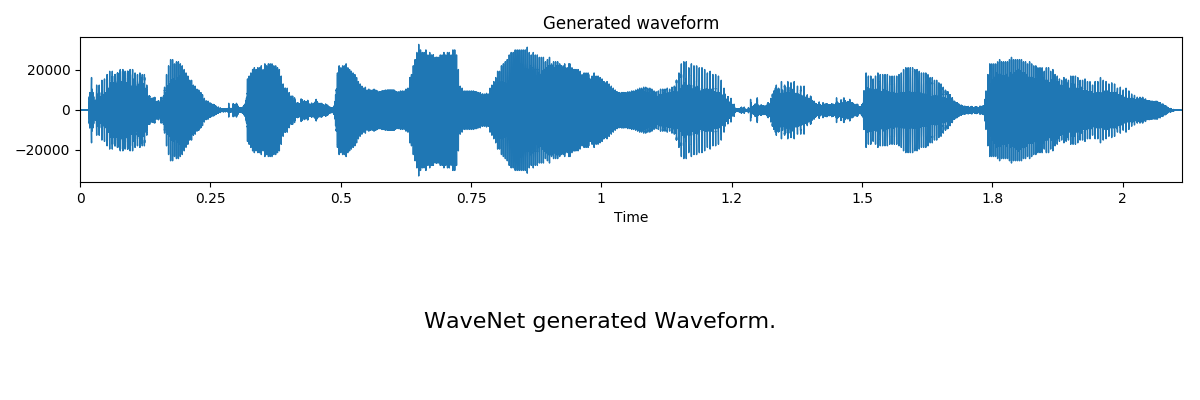 Generated waveform
20000
0
−20000
0 0.25 0.5 0.75 1 1.2 1.5 1.8 2
Time
WaveNet generated Waveform.